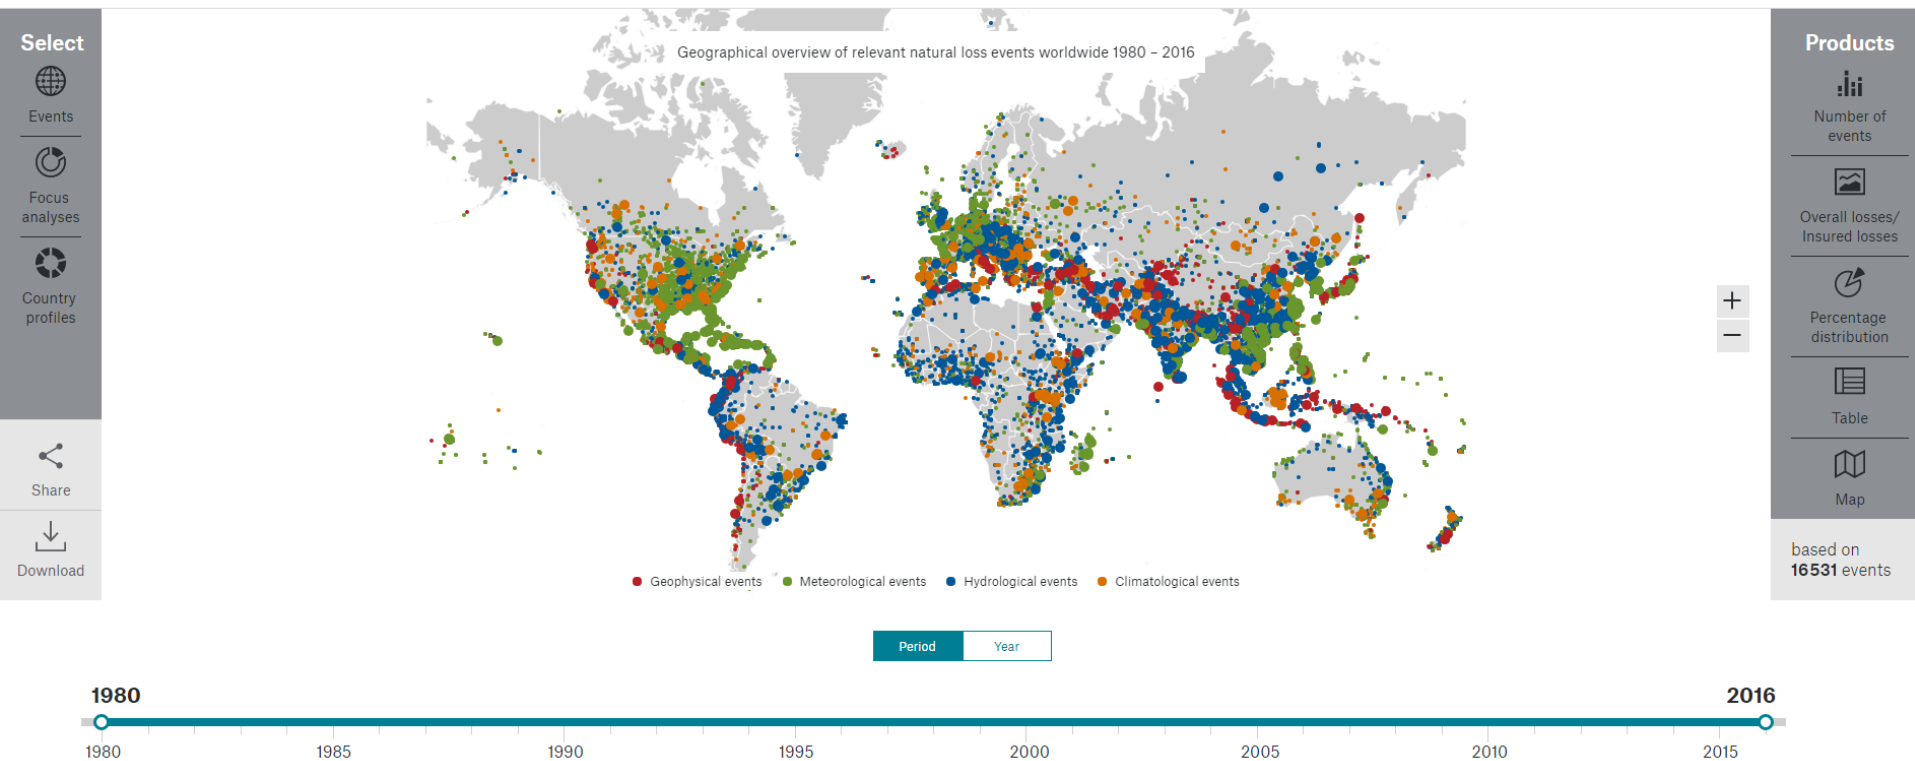 Select
Events
Focus
analyses
Country
profiles
Share
Download
Geographical overview of relevant natural loss events worldwide 1980 – 2016
+
−
Geophysical events
Meteorological events
Hydrological events
Climatological events
Products
Number of
events
Overall losses/
Insured losses
Percentage
distribution
Table
Map
based on
16531 events
Period
Year
1980
2016
1980
1985
1990
1995
2000
2005
2010
2015